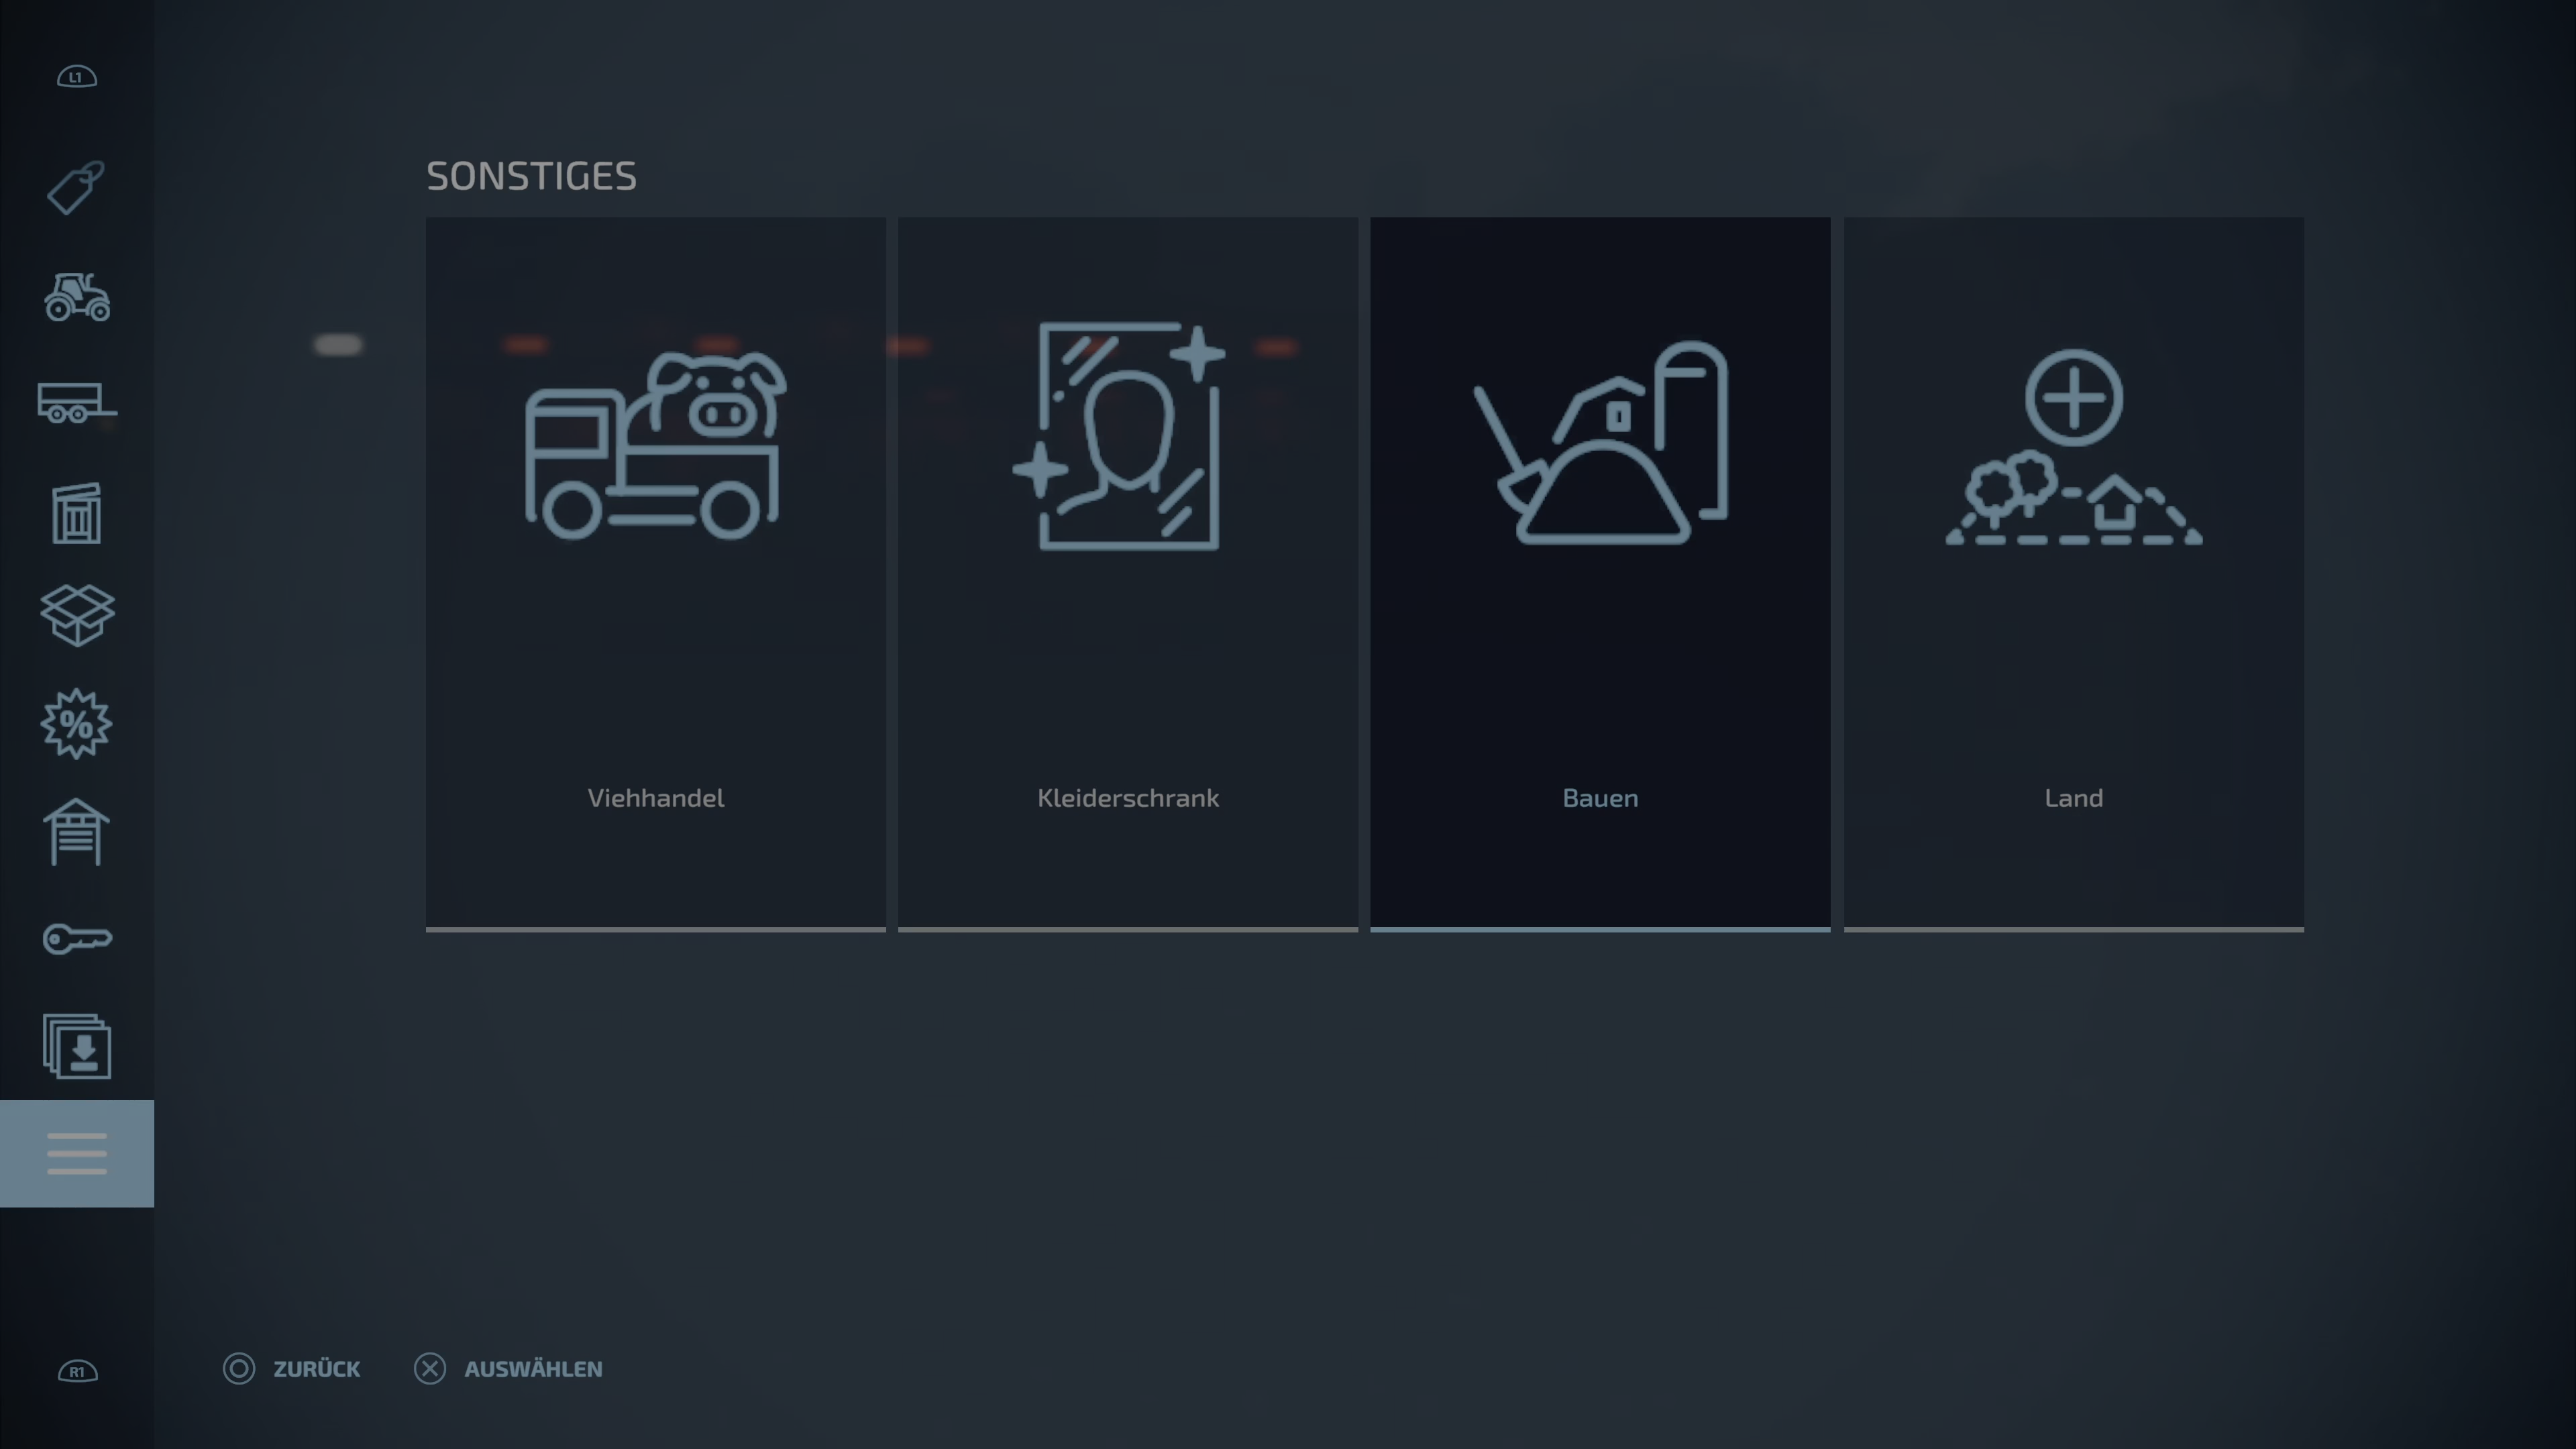 L1
SONSTIGES
%
Viehhandel
Kleiderschrank
Bauen
Land
R1
ZURÜCK
AUSWÄHLEN